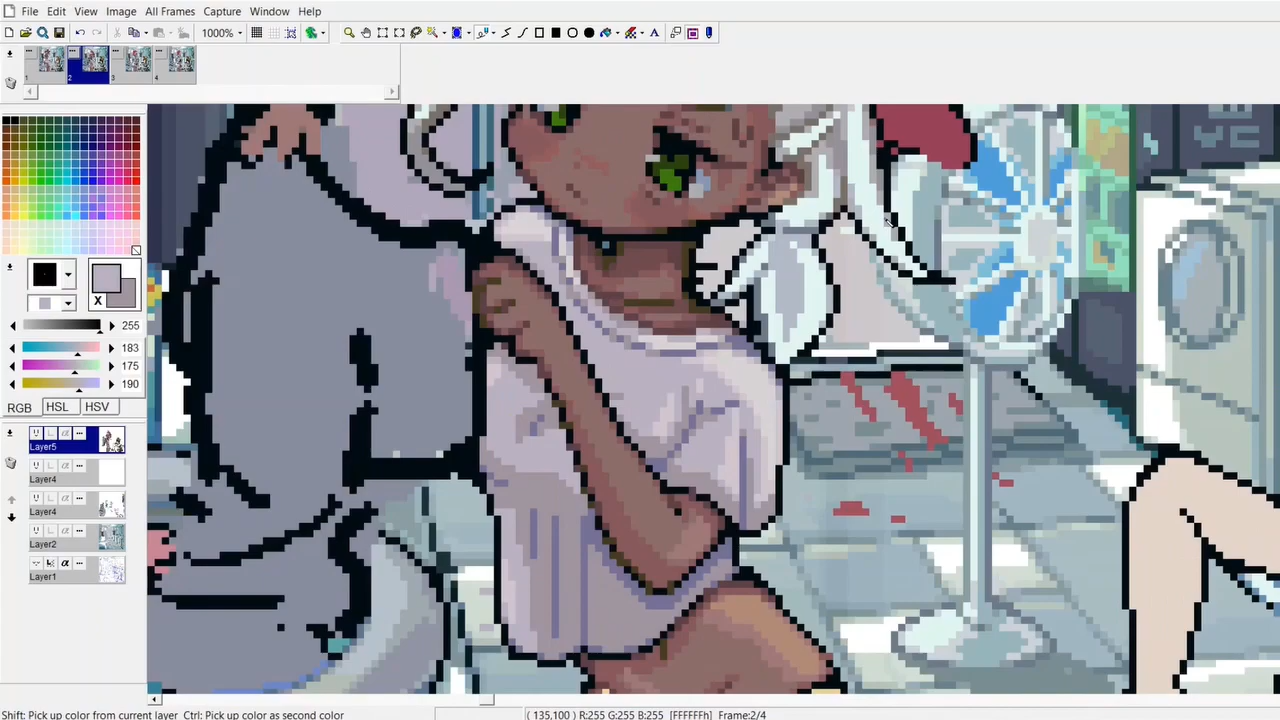 File Edit View Image All Frames Capture Window Help
1000%
A
1 2 3 4
X
255
183
175
190
RGB HSL HSV
Layer5
Layer4
Layer4
Layer2
Layer1
Shift: Pick up color from current layer Ctrl: Pick up color as second color
( 135,100 ) R:255 G:255 B:255 [FFFFFFh] Frame:2/4